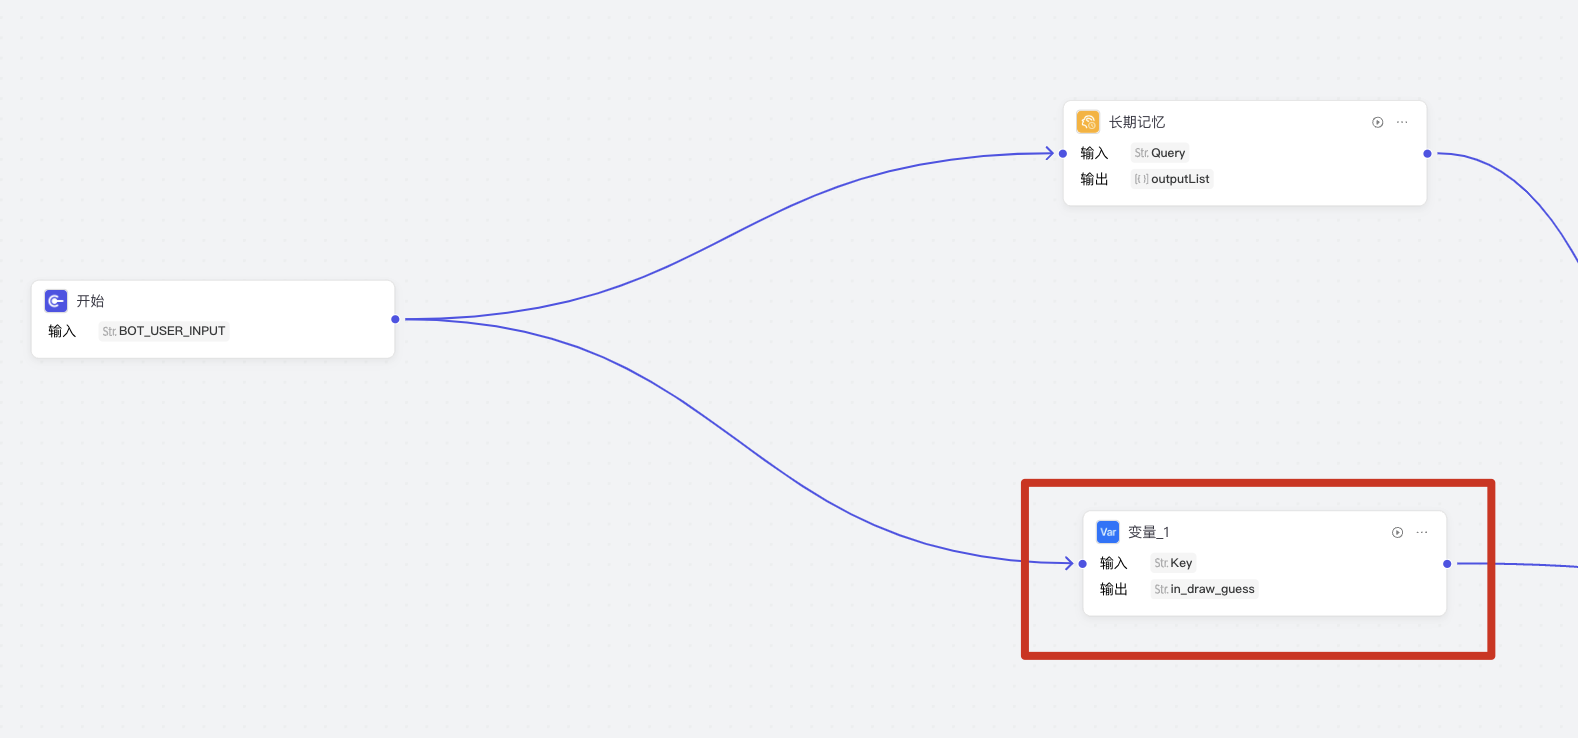 长期记忆
输入 Str. Query
输出 [{}] outputList
开始
输入 Str. BOT_USER_INPUT
Var 变量_1
输入 Str. Key
输出 Str. in_draw_guess